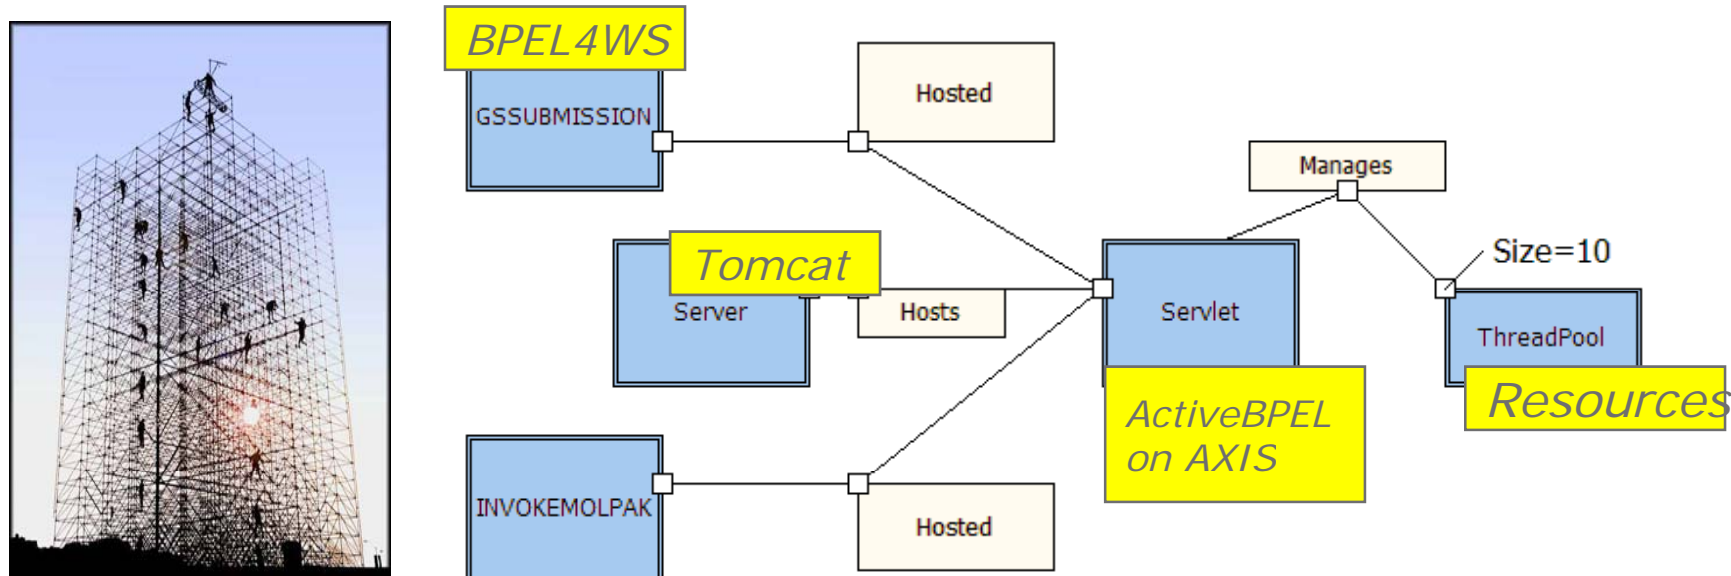 BPEL4WS
GSSUBMISSION
Hosted
Manages
Tomcat
Server
Hosts
Servlet
Size=10
ThreadPool
ActiveBPEL
on AXIS
Resources
INVOKEMOLPAK
Hosted